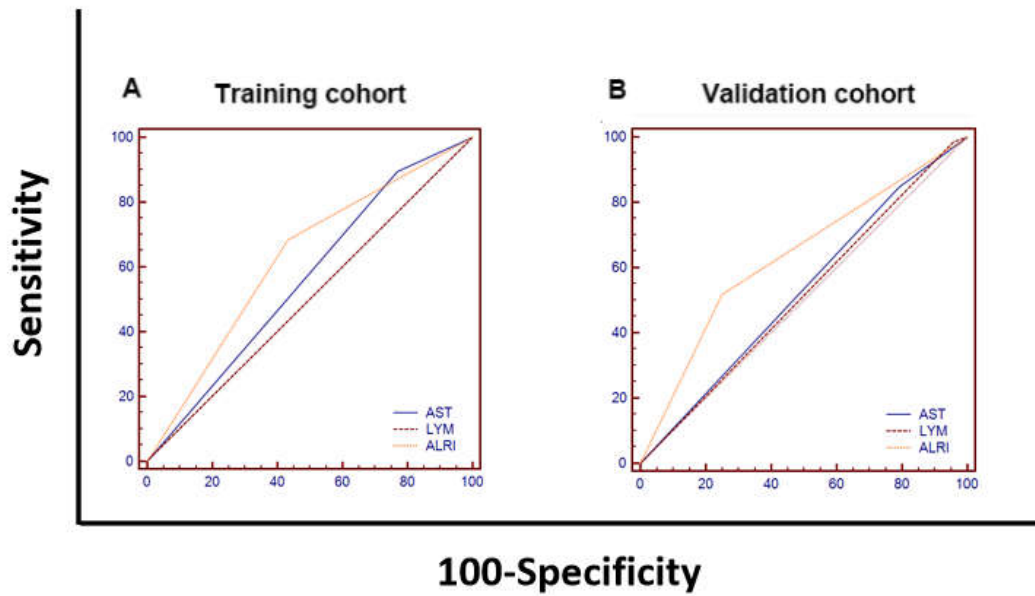 A
Training cohort
100
80
60
40
20
0
0 20 40 60 80 100
AST
LYM
ALRI
B
Validation cohort
100
80
60
40
20
0
0 20 40 60 80 100
AST
LYM
ALRI
Sensitivity
100-Specificity